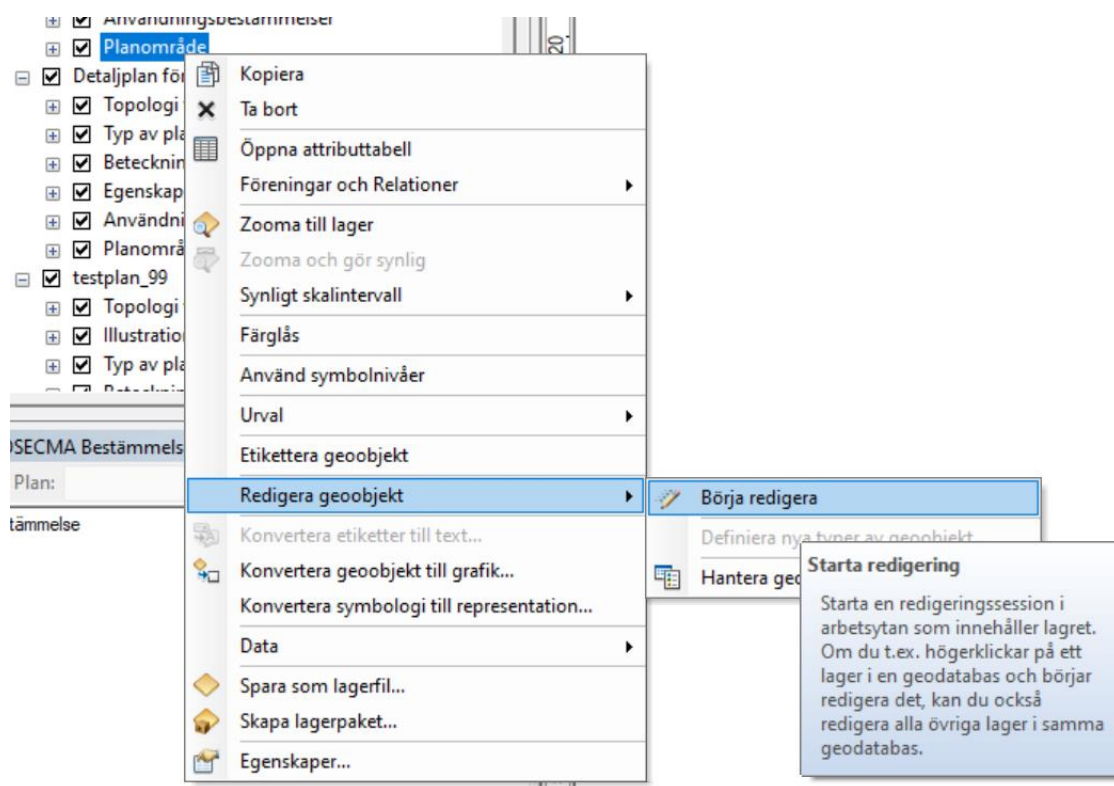 Användningsbestämmelser
Planområde
Detaljplan för
Topologi
Typ av pla
Betecknin
Egenskap
Användni
Planområ
testplan_99
Topologi
Illustratio
Typ av pla
20
Kopiera
Ta bort
Öppna attributtabell
Föreningar och Relationer
Zooma till lager
Zooma och gör synlig
Synligt skalintervall
Färglås
Använd symbolnivåer
Urval
Etikettera geoobjekt
Redigera geoobjekt
Konvertera etiketter till text...
Konvertera geoobjekt till grafik...
Konvertera symbologi till representation...
Data
Spara som lagerfil...
Skapa lagerpaket...
Egenskaper...
SECMA Bestämmels
Plan:
tämmelse
Börja redigera
Definiera nya typer av geoobjekt
Hantera geo
Starta redigering
Starta en redigeringssession i
arbetsytan som innehåller lagret.
Om du t.ex. högerklickar på ett
lager i en geodatabas och börjar
redigera det, kan du också
redigera alla övriga lager i samma
geodatabas.